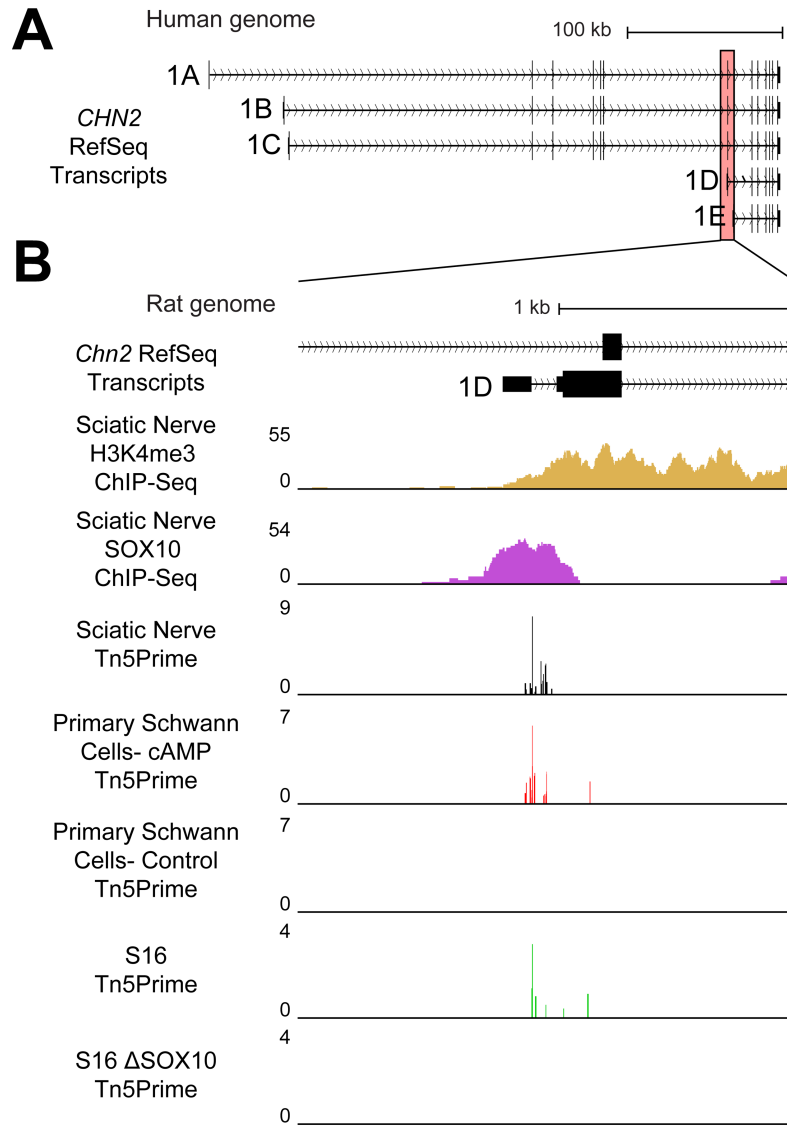 A
Human genome
100 kb
1A
1B
CHN2
RefSeq
Transcripts
1C
1D
1E
B
Rat genome
1 kb
Chn2 RefSeq
Transcripts
1D
Sciatic Nerve
H3K4me3
ChIP-Seq
55
0
Sciatic Nerve
SOX10
ChIP-Seq
54
0
Sciatic Nerve
Tn5Prime
9
0
Primary Schwann
Cells- cAMP
Tn5Prime
7
0
Primary Schwann
Cells- Control
Tn5Prime
7
0
S16
Tn5Prime
4
0
S16 ΔSOX10
Tn5Prime
4
0